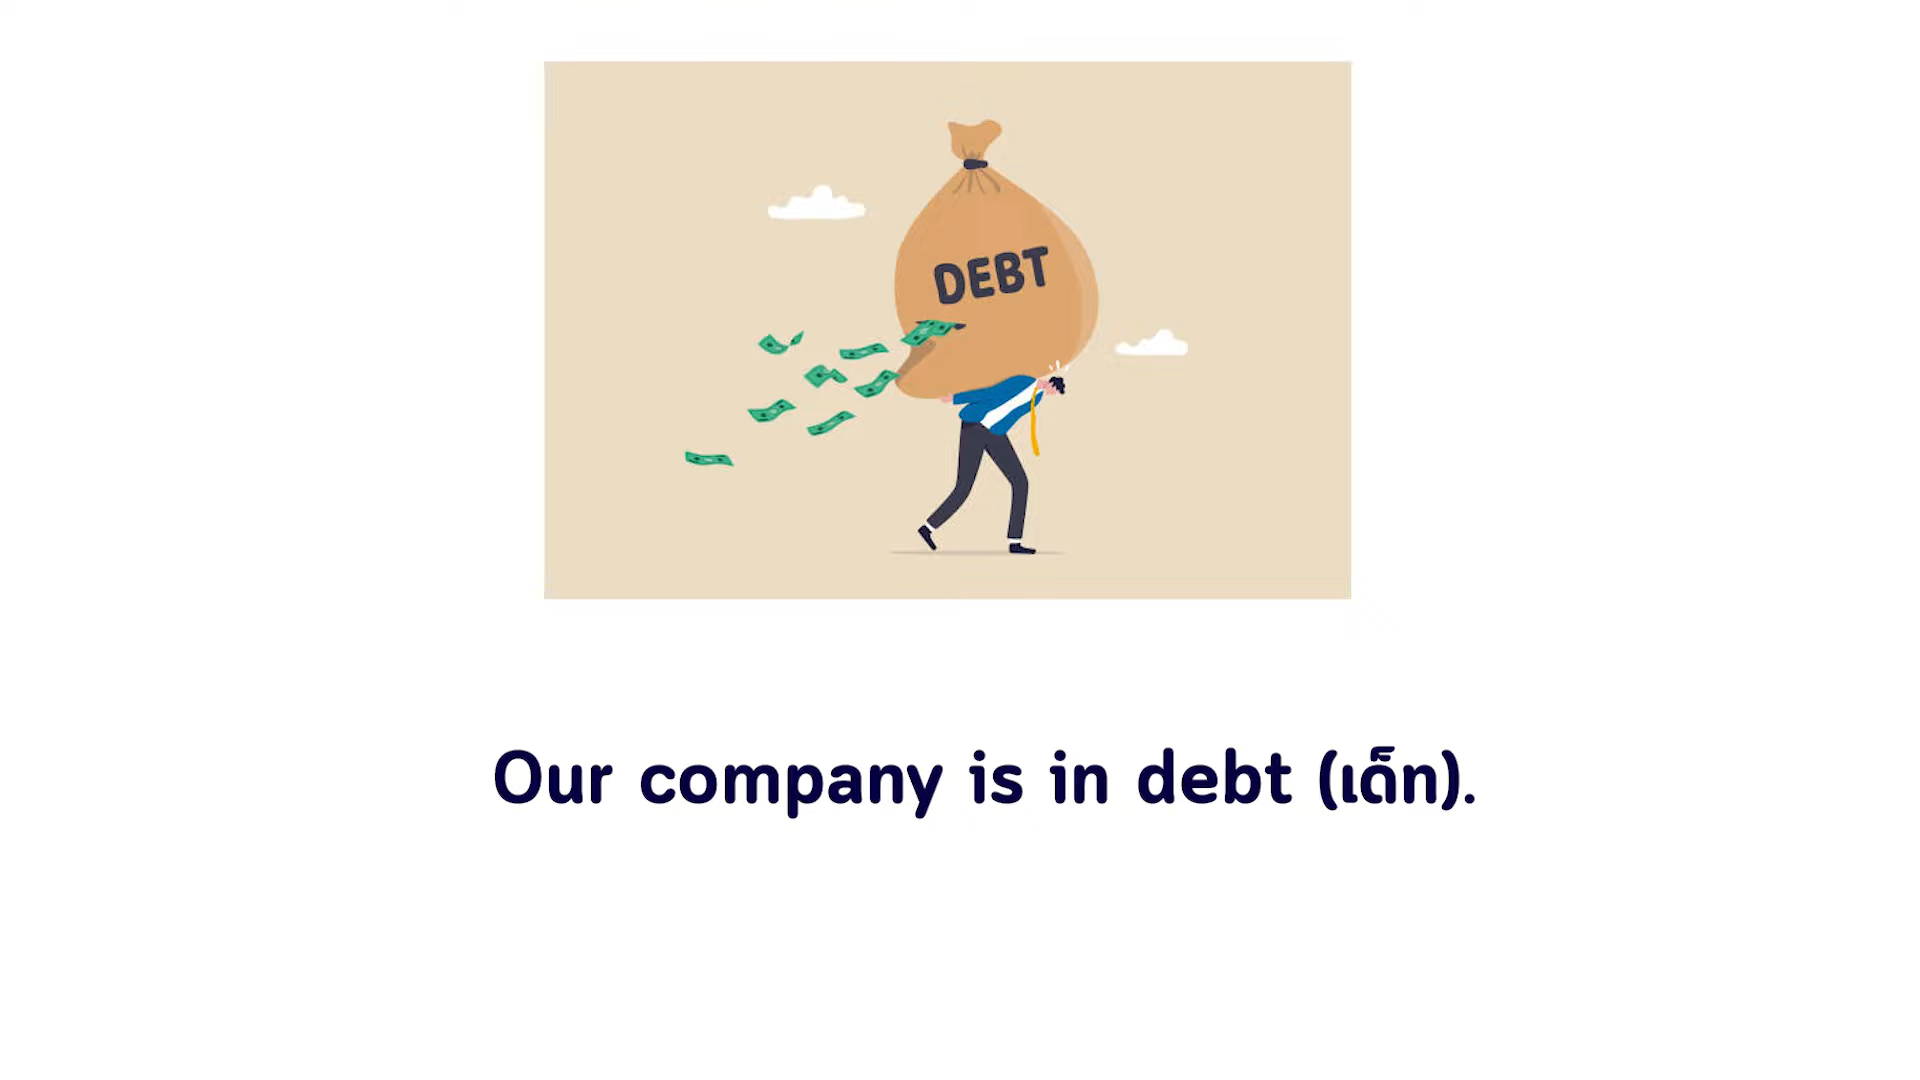 DEBT
Our company is in debt (เด็ท).